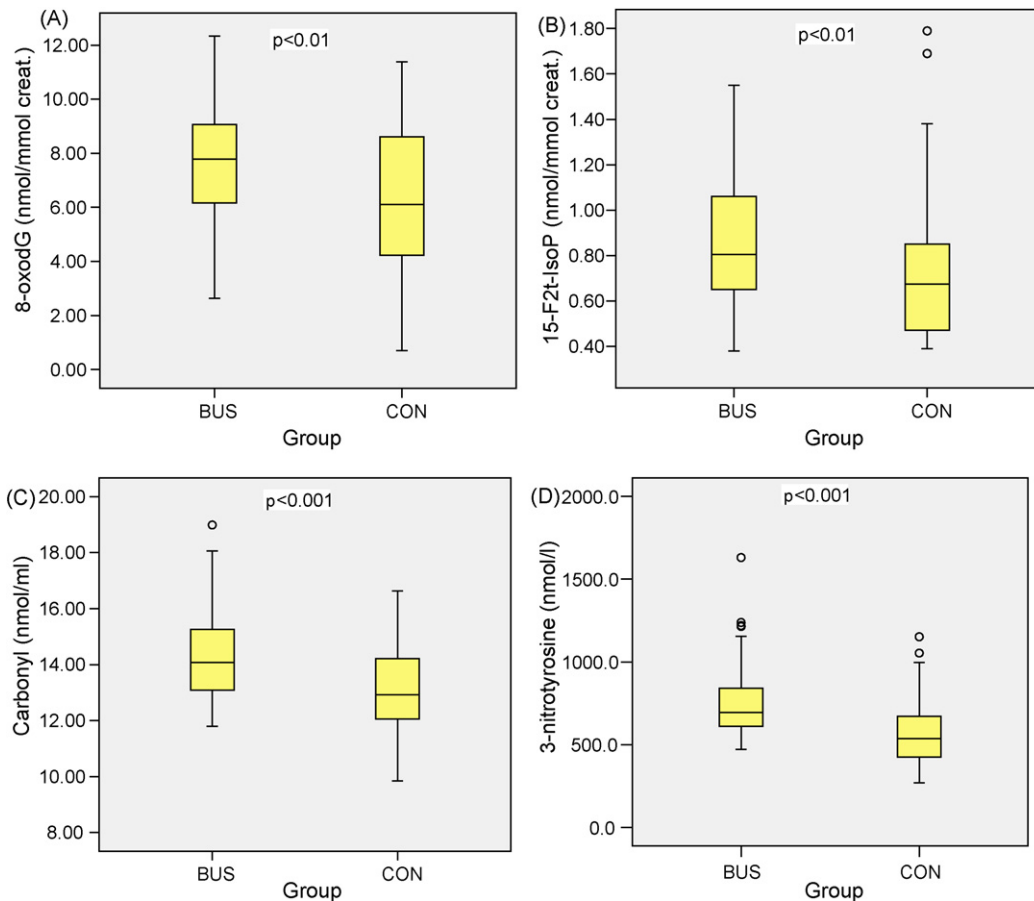 (A)
p<0.01
8-oxodG (nmol/mmol creat.)
12.00
10.00
8.00
6.00
4.00
2.00
0.00
BUS CON
Group
(B)
p<0.01
15-F2t-IsoP (nmol/mmol creat.)
1.80
1.60
1.40
1.20
1.00
0.80
0.60
0.40
BUS CON
Group
(C)
p<0.001
Carbonyl (nmol/ml)
20.00
18.00
16.00
14.00
12.00
10.00
8.00
BUS CON
Group
(D)
p<0.001
3-nitrotyrosine (nmol/l)
2000.0
1500.0
1000.0
500.0
0.0
BUS CON
Group